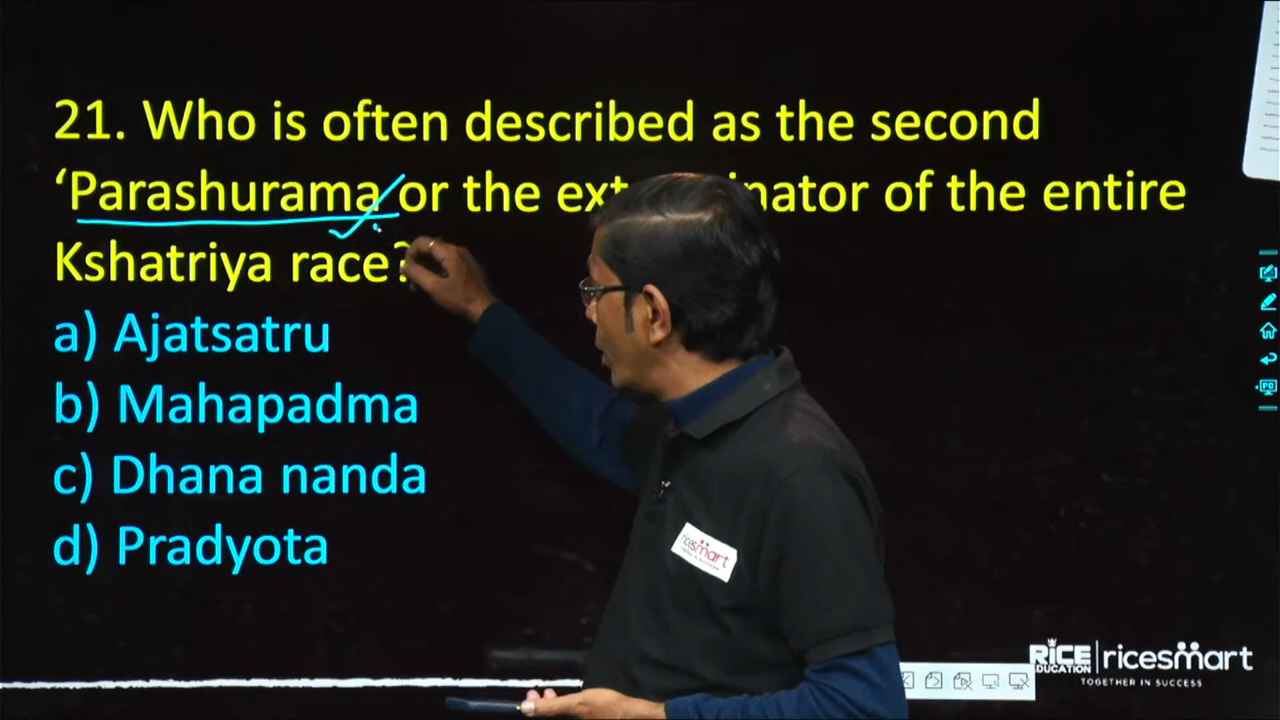 21. Who is often described as the second
‘Parashurama or the ext inator of the entire
Kshatriya race?
a) Ajatsatru
b) Mahapadma
c) Dhana nanda
d) Pradyota
ricesmart
RICE EDUCATION | ricesmart
TOGETHER IN SUCCESS